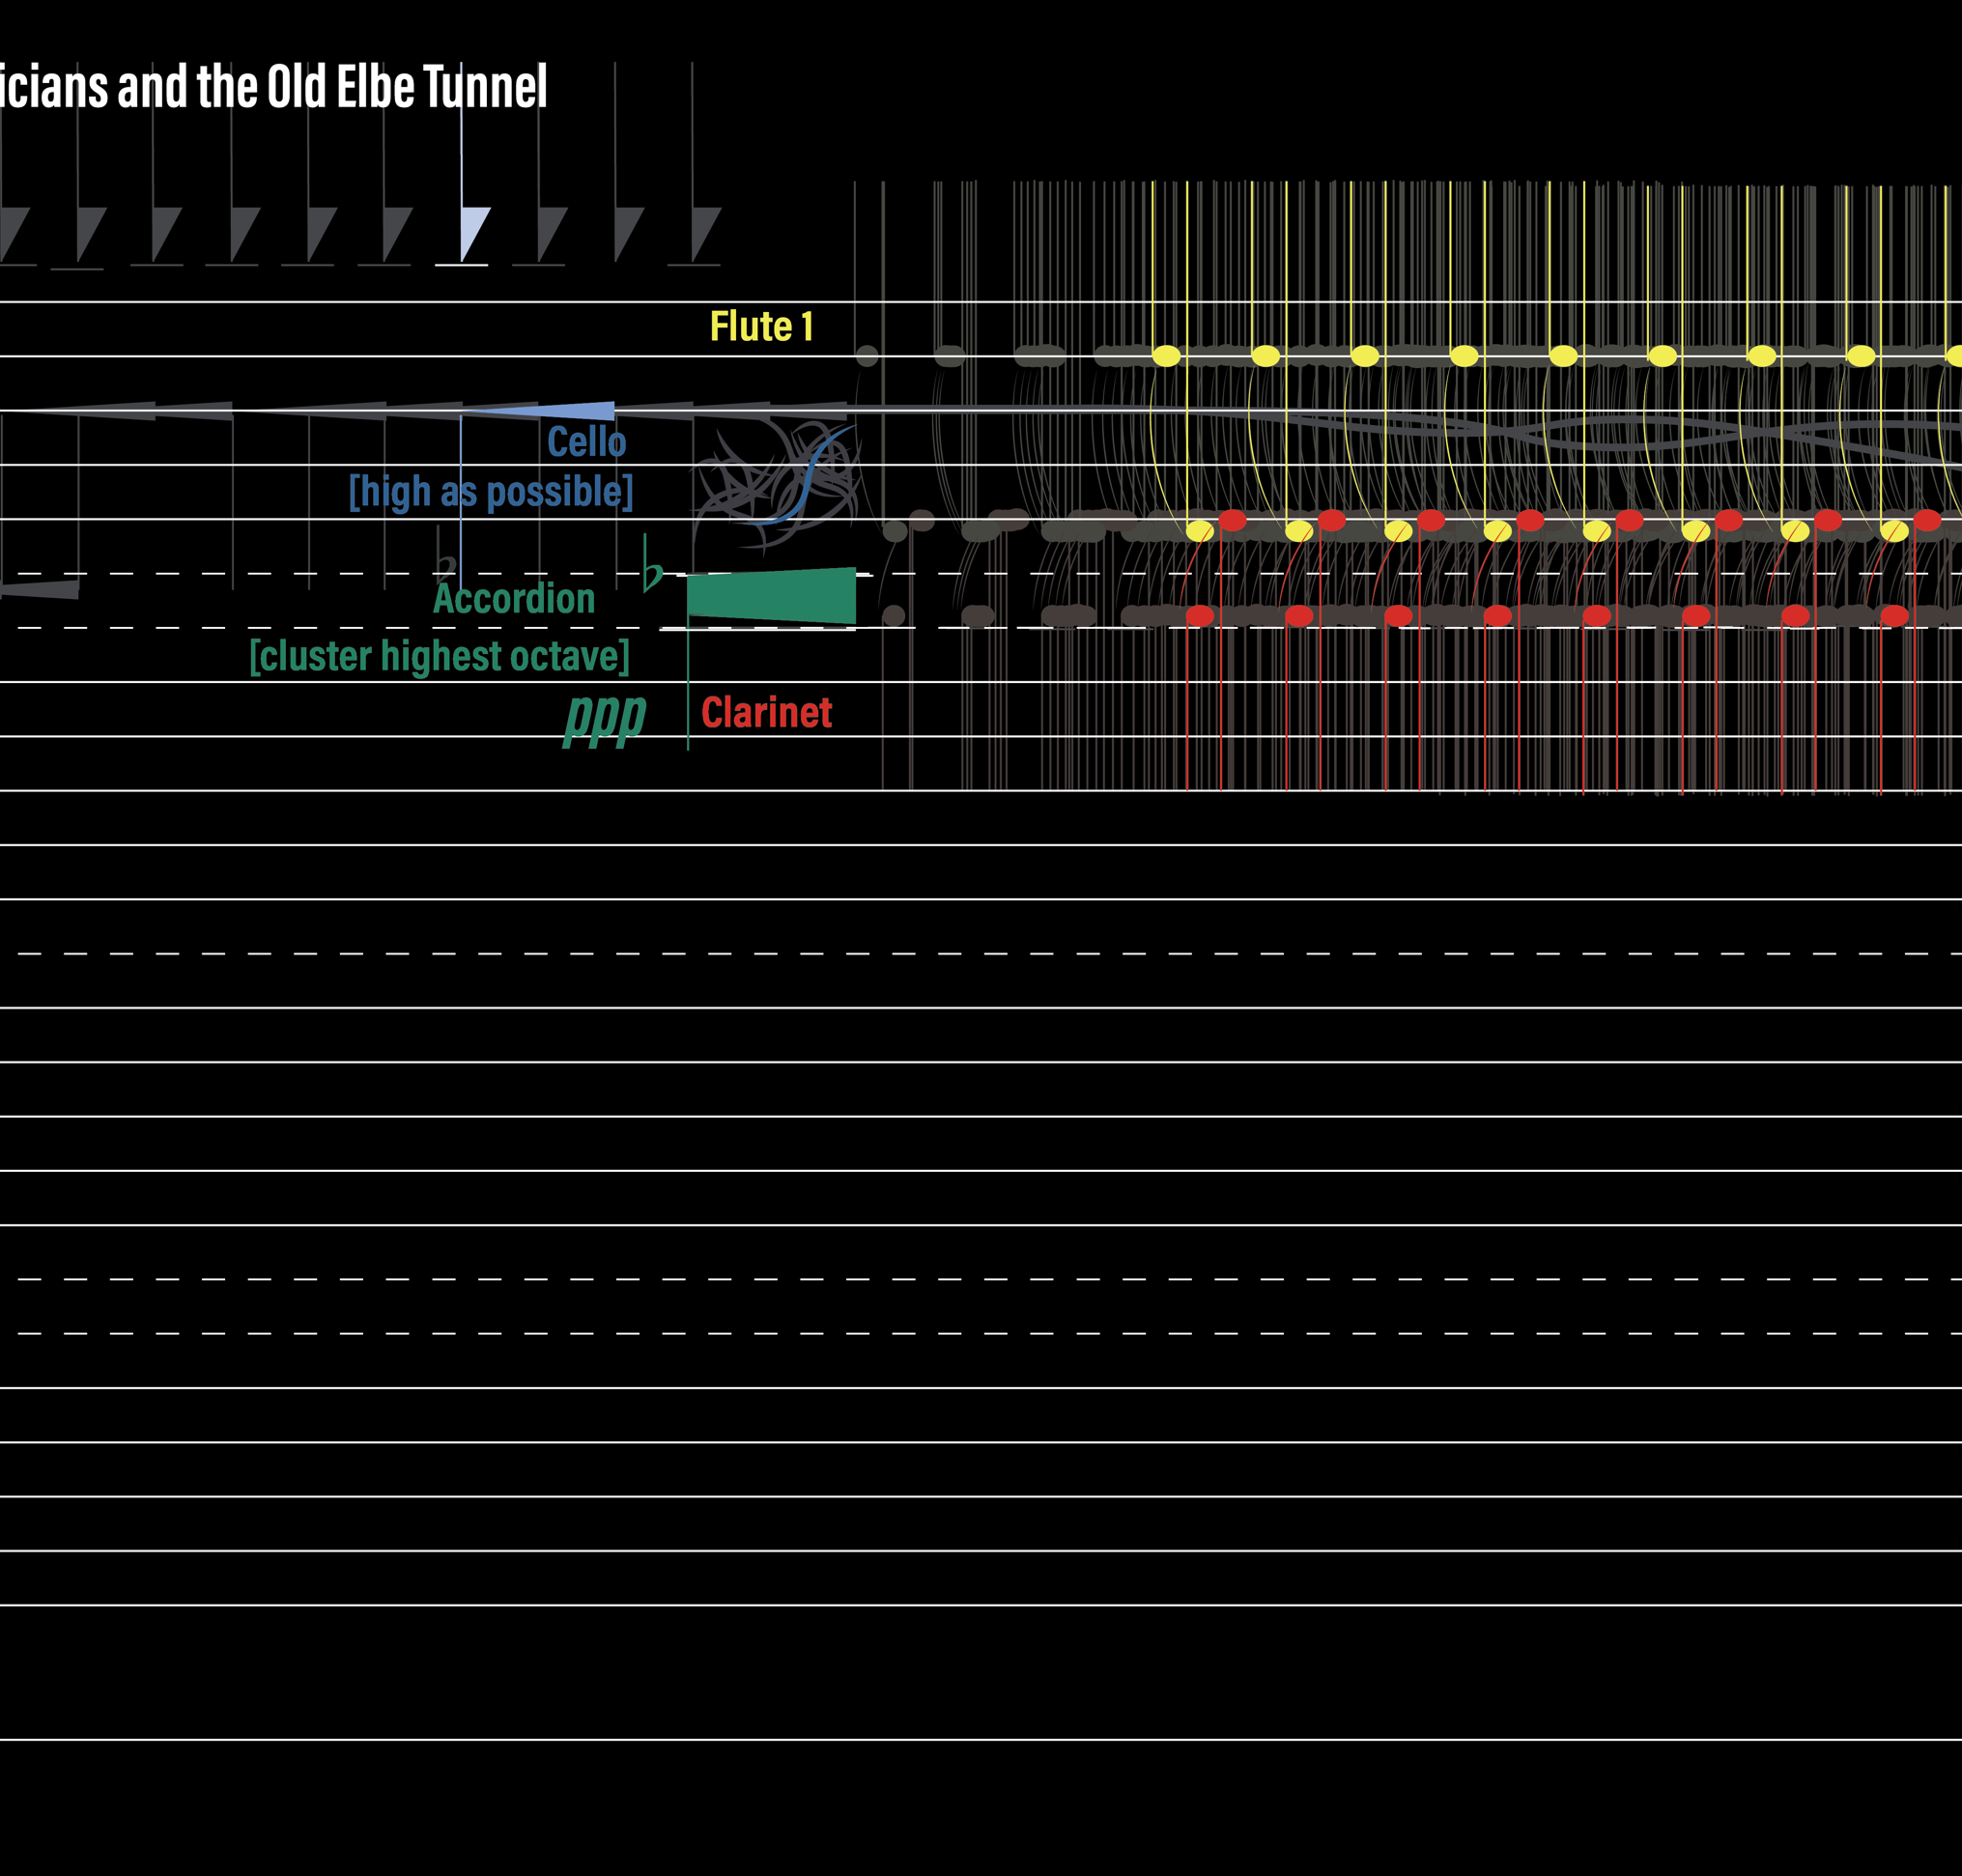 icians and the Old Elbe Tunnel
Flute 1
Cello
[high as possible]
Accordion
[cluster highest octave]
ppp
Clarinet